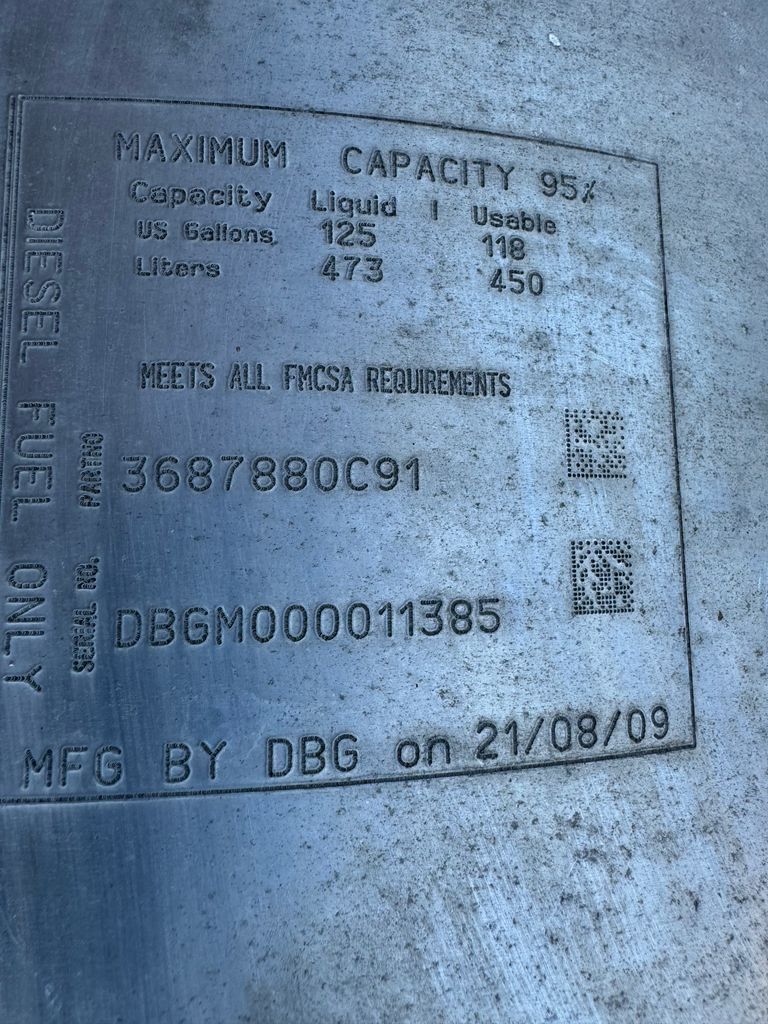 MAXIMUM CAPACITY 95%
Capacity Liquid | Usable
US Gallons 125 118
Liters 473 450
MEETS ALL FMCSA REQUIREMENTS
PART NO 3687880C91
SERIAL NO. DBGM000011385
MFG BY DBG on 21/08/09
DIESEL FUEL ONLY